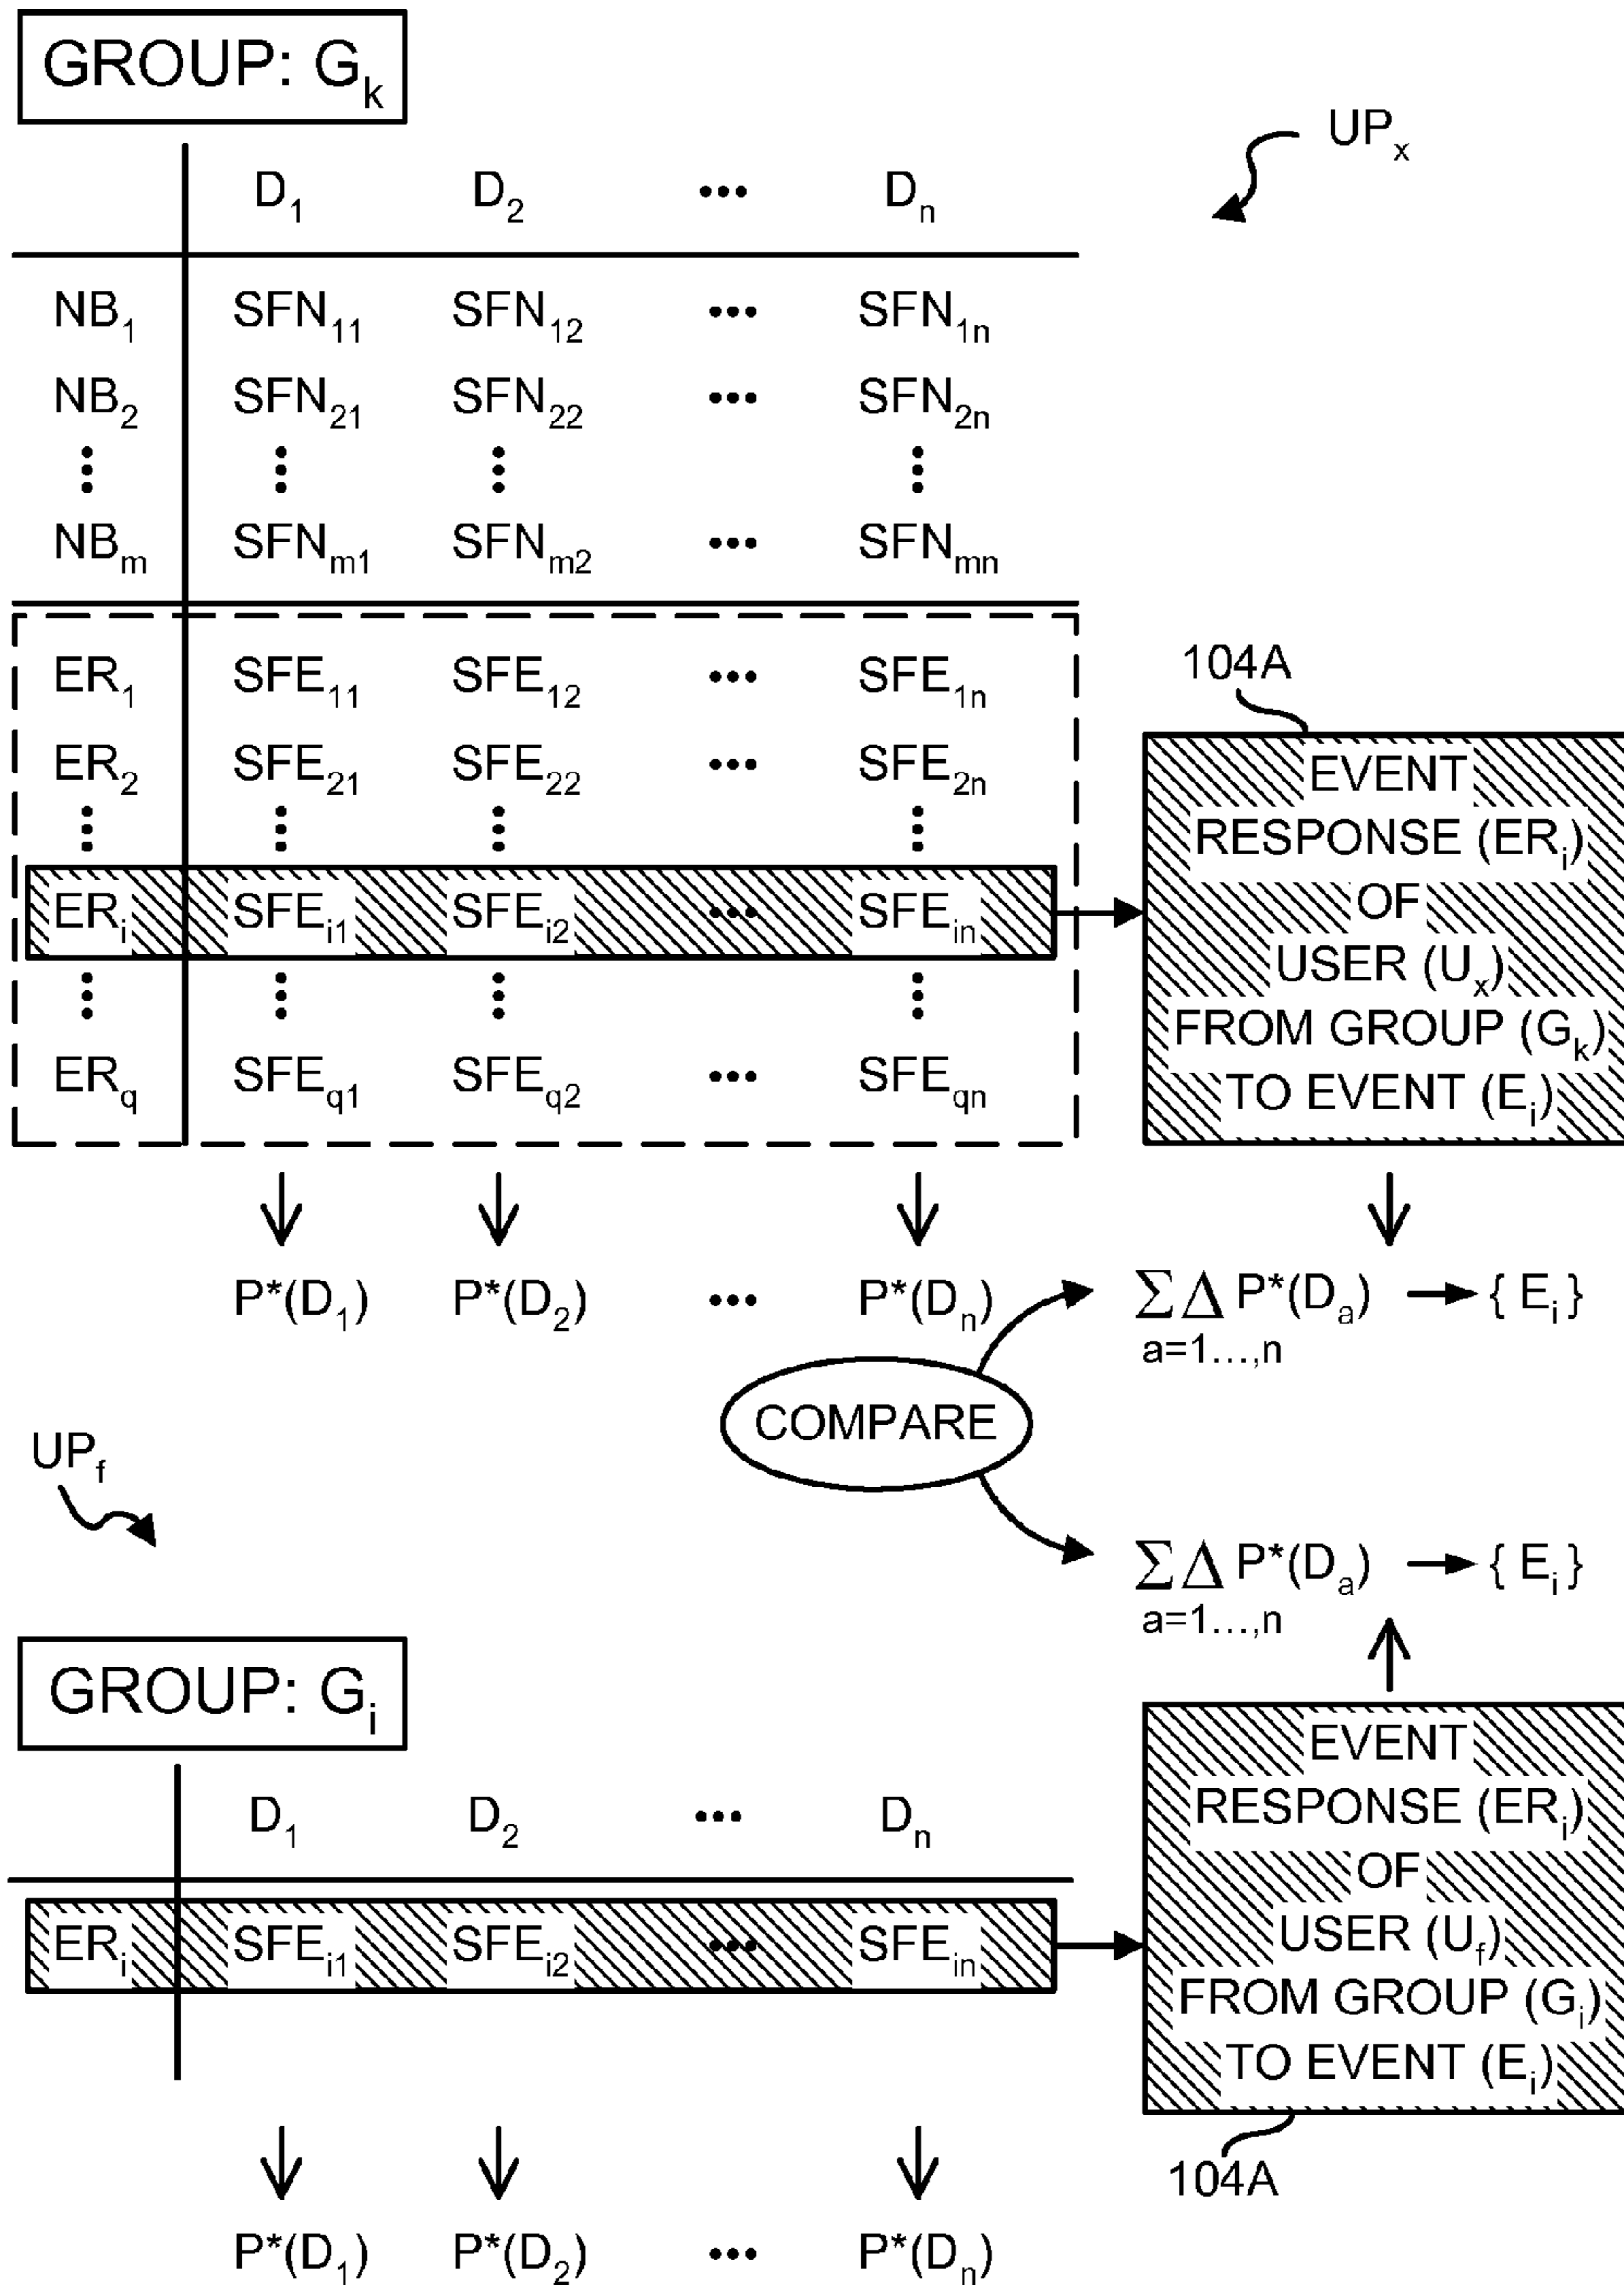 GROUP: Gk
UPx
D1 D2 ••• Dn
NB1 SFN11 SFN12 ••• SFN1n
NB2 SFN21 SFN22 ••• SFN2n
NBm SFNm1 SFNm2 ••• SFNmn
ER1 SFE11 SFE12 ••• SFE1n
ER2 SFE21 SFE22 ••• SFE2n
ERi SFEi1 SFEi2 ••• SFEin
ERq SFEq1 SFEq2 ••• SFEqn
104A
EVENT
RESPONSE (ERi)
OF
USER (Ux)
FROM GROUP (Gk)
TO EVENT (Ei)
P*(D1) P*(D2) ••• P*(Dn)
Σ Δ P*(Da) → { Ei }
a=1...,n
COMPARE
UPf
Σ Δ P*(Da) → { Ei }
a=1...,n
GROUP: Gi
D1 D2 ••• Dn
ERi SFEi1 SFEi2 ••• SFEin
EVENT
RESPONSE (ERi)
OF
USER (Uf)
FROM GROUP (Gi)
TO EVENT (Ei)
104A
P*(D1) P*(D2) ••• P*(Dn)